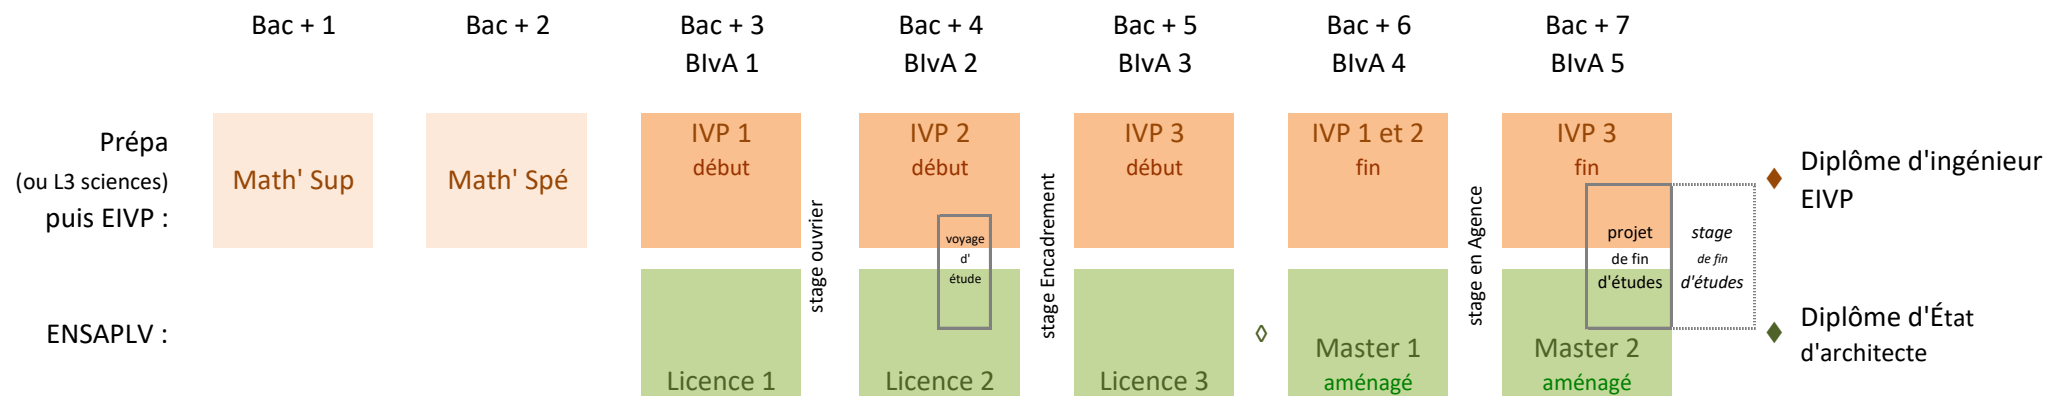 Bac + 1
Bac + 2
Bac + 3
Bac + 4
Bac + 5
Bac + 6
Bac + 7
BIvA 1
BIvA 2
BIvA 3
BIvA 4
BIvA 5
Prépa
(ou L3 sciences)
puis EIVP :
Math' Sup
Math' Spé
IVP 1
début
IVP 2
début
IVP 3
début
IVP 1 et 2
fin
IVP 3
fin
Diplôme d'ingénieur
EIVP
stage ouvrier
voyage
d'
étude
stage Encadrement
stage en Agence
projet
de fin
d'études
stage
de fin
d'études
ENSAPLV :
Licence 1
Licence 2
Licence 3
Master 1
aménagé
Master 2
aménagé
Diplôme d'État
d'architecte